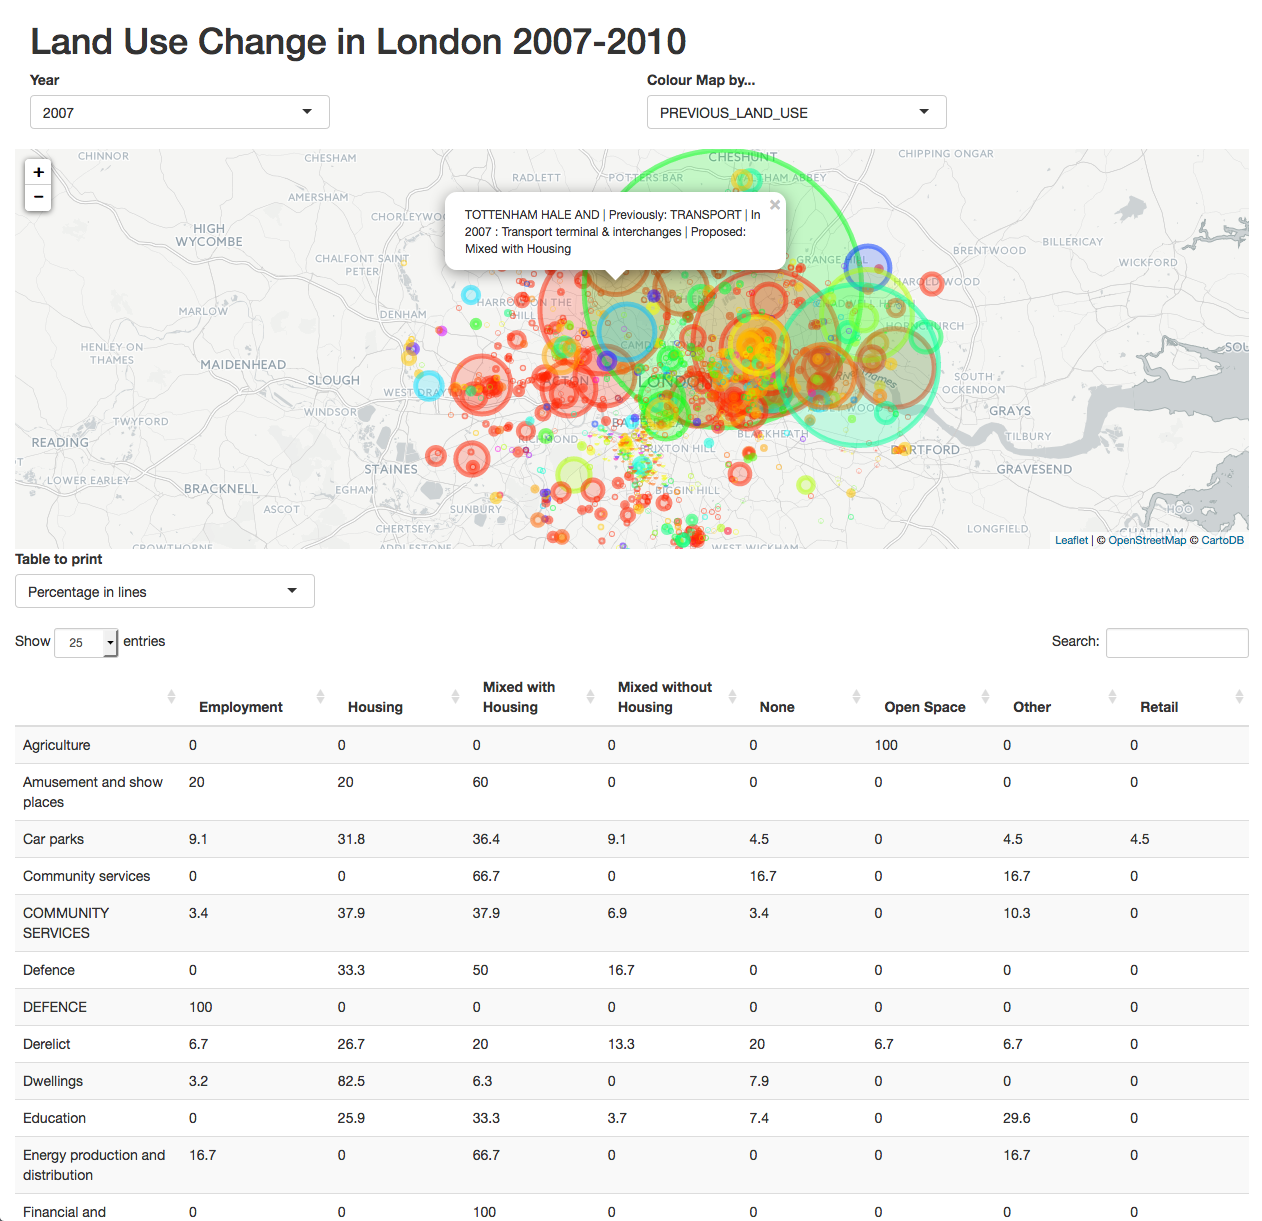 Land Use Change in London 2007-2010
Year
Colour Map by...
2007
PREVIOUS_LAND_USE
+
−
CHINNOR
CHESHAM
CHESHUNT
CHIPPING ONGAR
RADLETT
POTTERS BAR
WALTHAM ABBEY
AMERSHAM
TOTTENHAM HALE AND | Previously: TRANSPORT | In
2007 : Transport terminal & interchanges | Proposed:
Mixed with Housing
×
HIGH
WYCOMBE
BILLERICAY
BRENTWOOD
WICKFORD
CHALFONT SAINT
PETER
GRANGE HILL
HAROLD WOOD
MARLOW
DENHAM
HARROW ON THE
HILL
HORNCHURCH
HENLEY ON
THAMES
MAIDENHEAD
SLOUGH
LONDON
SOUTH
OCKENDON
WINDSOR
GRAYS
TWYFORD
READING
RICHMOND
BLACKHEATH
TILBURY
BRIXTON HILL
DARTFORD
STAINES
GRAVESEND
LOWER EARLEY
BRACKNELL
EGHAM
BIGGIN HILL
ASCOT
SUNBURY
HOO
CHERTSEY
LONGFIELD
CHATHAM
CROWTHORNE
ADDLESTONE
WEST WICKHAM
Leaflet | © OpenStreetMap © CartoDB
Table to print
Percentage in lines
Show 25 entries
Search:
Employment Housing Mixed with Housing Mixed without Housing None Open Space Other Retail
Agriculture 0 0 0 0 0 100 0 0
Amusement and show places 20 20 60 0 0 0 0 0
Car parks 9.1 31.8 36.4 9.1 4.5 0 4.5 4.5
Community services 0 0 66.7 0 16.7 0 16.7 0
COMMUNITY SERVICES 3.4 37.9 37.9 6.9 3.4 0 10.3 0
Defence 0 33.3 50 16.7 0 0 0 0
DEFENCE 100 0 0 0 0 0 0 0
Derelict 6.7 26.7 20 13.3 20 6.7 6.7 0
Dwellings 3.2 82.5 6.3 0 7.9 0 0 0
Education 0 25.9 33.3 3.7 7.4 0 29.6 0
Energy production and distribution 16.7 0 66.7 0 0 0 16.7 0
Financial and 0 0 100 0 0 0 0 0